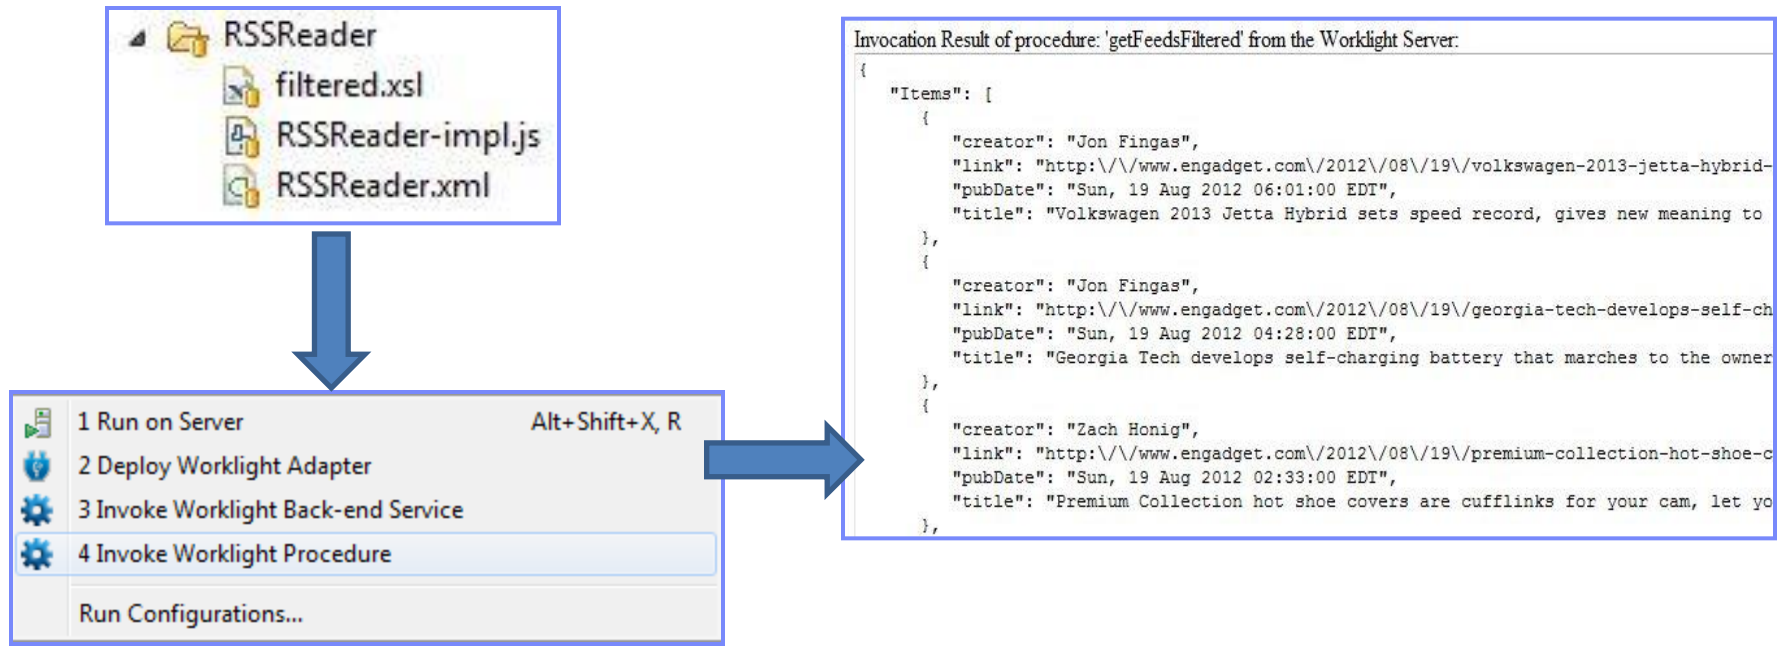 RSSReader
filtered.xsl
RSSReader-impl.js
RSSReader.xml
1 Run on Server Alt+Shift+X, R
2 Deploy Worklight Adapter
3 Invoke Worklight Back-end Service
4 Invoke Worklight Procedure
Run Configurations...
Invocation Result of procedure: 'getFeedsFiltered' from the Worklight Server:
{
"Items": [
{
"creator": "Jon Fingas",
"link": "http:\/\/www.engadget.com\/2012\/08\/19\/volkswagen-2013-jetta-hybrid-
"pubDate": "Sun, 19 Aug 2012 06:01:00 EDT",
"title": "Volkswagen 2013 Jetta Hybrid sets speed record, gives new meaning to
},
{
"creator": "Jon Fingas",
"link": "http:\/\/www.engadget.com\/2012\/08\/19\/georgia-tech-develops-self-ch
"pubDate": "Sun, 19 Aug 2012 04:28:00 EDT",
"title": "Georgia Tech develops self-charging battery that marches to the owner
},
{
"creator": "Zach Honig",
"link": "http:\/\/www.engadget.com\/2012\/08\/19\/premium-collection-hot-shoe-c
"pubDate": "Sun, 19 Aug 2012 02:33:00 EDT",
"title": "Premium Collection hot shoe covers are cufflinks for your cam, let yo
},